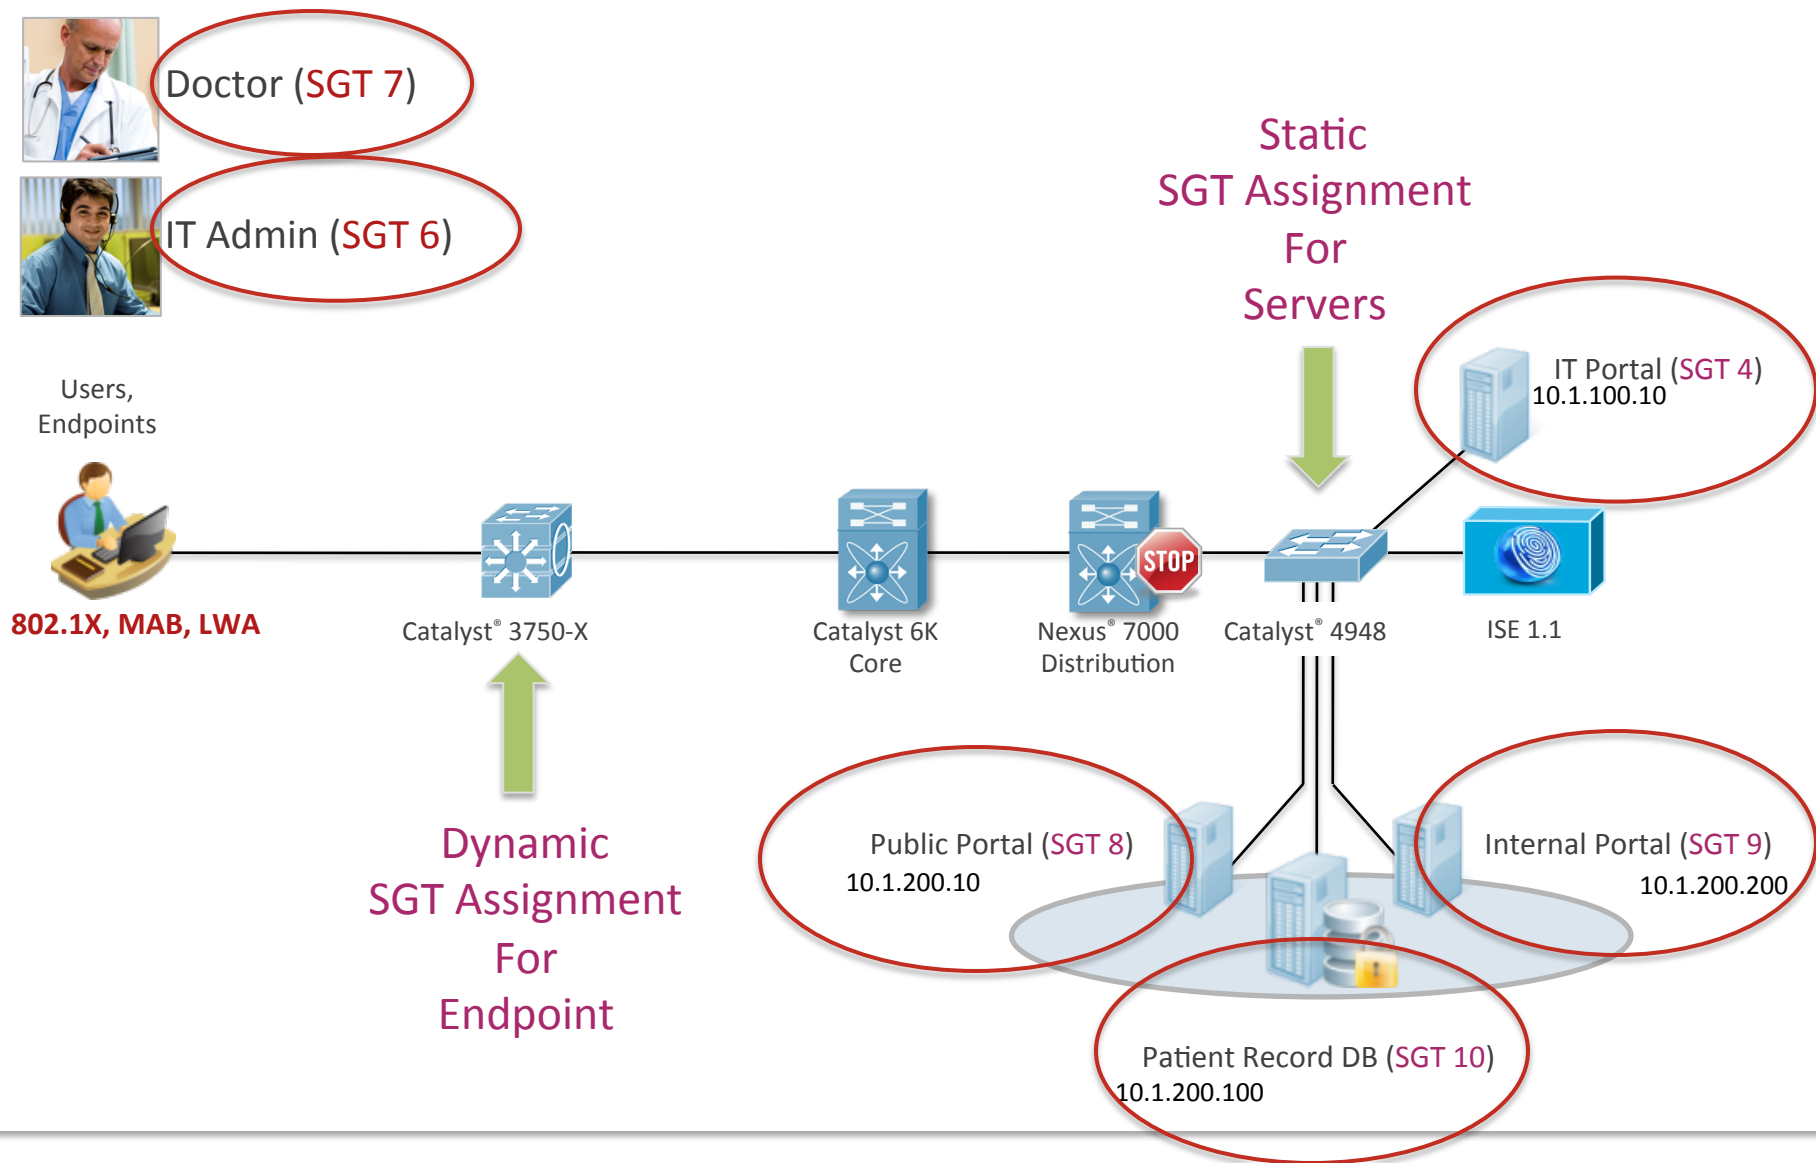 Doctor (SGT 7)
IT Admin (SGT 6)
Static
SGT Assignment
For
Servers
IT Portal (SGT 4)
10.1.100.10
Users,
Endpoints
STOP
802.1X, MAB, LWA
Catalyst® 3750-X
Catalyst 6K
Core
Nexus® 7000
Distribution
Catalyst® 4948
ISE 1.1
Dynamic
SGT Assignment
For
Endpoint
Public Portal (SGT 8)
10.1.200.10
Internal Portal (SGT 9)
10.1.200.200
Patient Record DB (SGT 10)
10.1.200.100